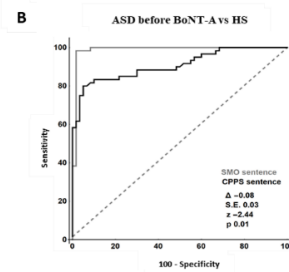 B
ASD before BoNT-A vs HS
100
80
60
40
20
0
Sensitivity
SMO sentence
CPPS sentence
Δ –0.08
S.E. 0.03
z –2.44
p 0.01
0 20 40 60 80 100
100 - Specificity